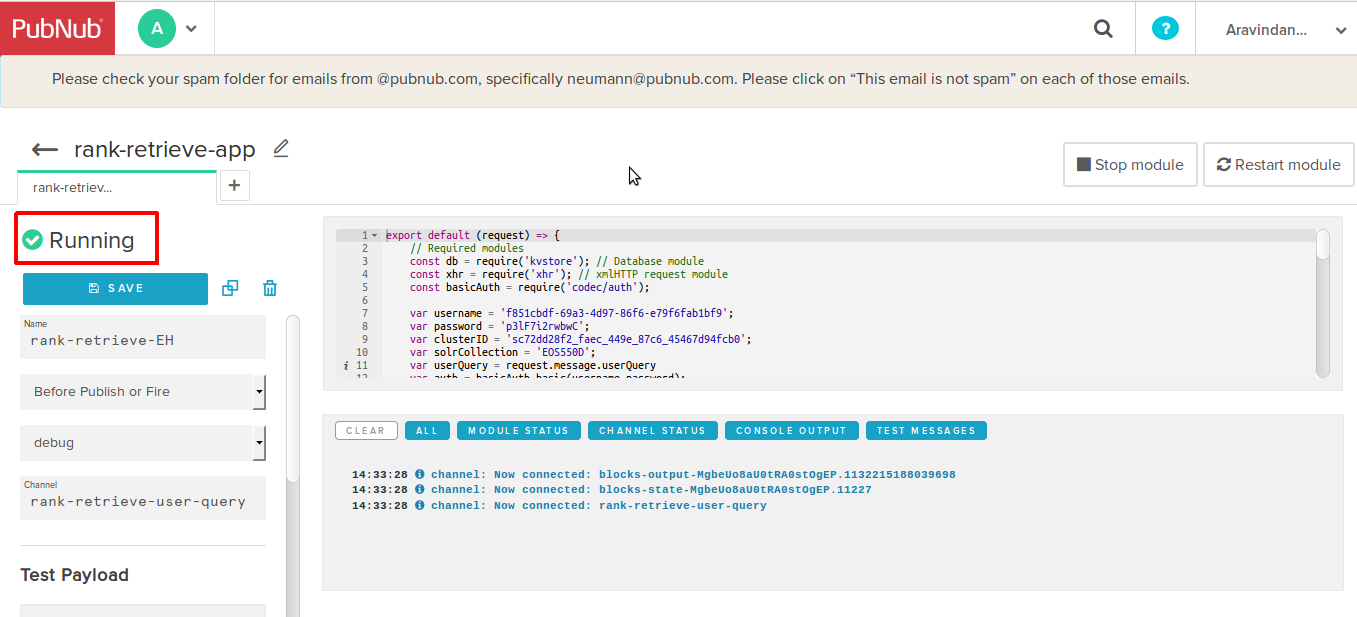 PubNub
A
?
Aravindan...
Please check your spam folder for emails from @pubnub.com, specifically neumann@pubnub.com. Please click on “This email is not spam” on each of those emails.
rank-retrieve-app
Stop module
Restart module
rank-retriev...
+
Running
SAVE
Name
rank-retrieve-EH
Before Publish or Fire
debug
Channel
rank-retrieve-user-query
Test Payload
1 export default (request) => {
2 // Required modules
3 const db = require('kvstore'); // Database module
4 const xhr = require('xhr'); // xmlHTTP request module
5 const basicAuth = require('codec/auth');
6
7 var username = 'f851cbdf-69a3-4d97-86f6-e79f6fab1bf9';
8 var password = 'p3lF7i2rwbwC';
9 var clusterID = 'sc72dd28f2_faec_449e_87c6_45467d94fcb0';
10 var solrCollection = 'EOS550D';
i 11 var userQuery = request.message.userQuery
12 var auth = basicAuth.basic(username,password);
CLEAR ALL MODULE STATUS CHANNEL STATUS CONSOLE OUTPUT TEST MESSAGES
14:33:28 channel: Now connected: blocks-output-MgbeUo8aU0tRA0stOgEP.1132215188039698
14:33:28 channel: Now connected: blocks-state-MgbeUo8aU0tRA0stOgEP.11227
14:33:28 channel: Now connected: rank-retrieve-user-query